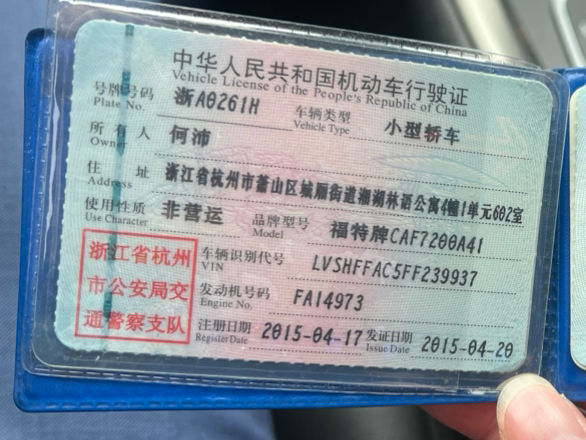 中华人民共和国机动车行驶证
Vehicle License of the People's Republic of China
号牌号码 浙A0261H 车辆类型 小型轿车
Plate No. Vehicle Type
所有人 何沛
Owner
住址 浙江省杭州市萧山区城厢街道湘湖林语公寓4幢1单元602室
Address
使用性质 非营运 品牌型号 福特牌CAF7200A41
Use Character Model
浙江省杭州
市公安局交
通警察支队
车辆识别代号 LVSHFFAC5FF239937
VIN
发动机号码 FA14973
Engine No.
注册日期 2015-04-17 发证日期 2015-04-20
Register Date Issue Date